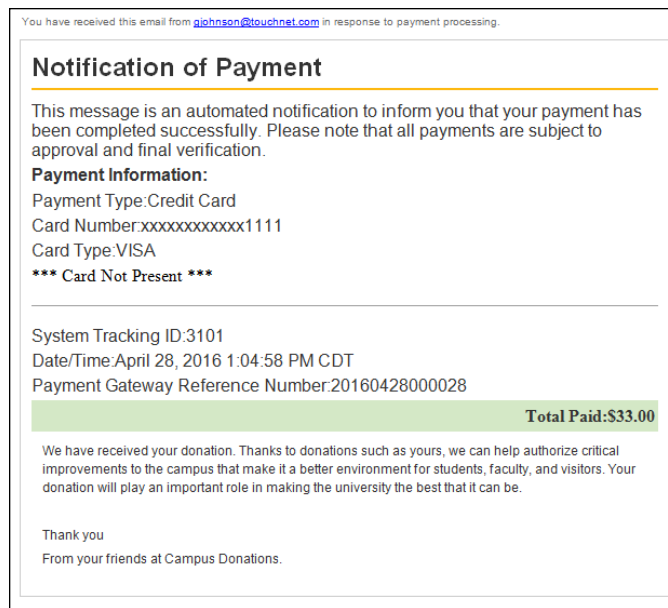 You have received this email from gjohnson@touchnet.com in response to payment processing.
Notification of Payment
This message is an automated notification to inform you that your payment has
been completed successfully. Please note that all payments are subject to
approval and final verification.
Payment Information:
Payment Type:Credit Card
Card Number:xxxxxxxxxxxx1111
Card Type:VISA
*** Card Not Present ***
System Tracking ID:3101
Date/Time:April 28, 2016 1:04:58 PM CDT
Payment Gateway Reference Number:20160428000028
Total Paid:$33.00
We have received your donation. Thanks to donations such as yours, we can help authorize critical
improvements to the campus that make it a better environment for students, faculty, and visitors. Your
donation will play an important role in making the university the best that it can be.
Thank you
From your friends at Campus Donations.